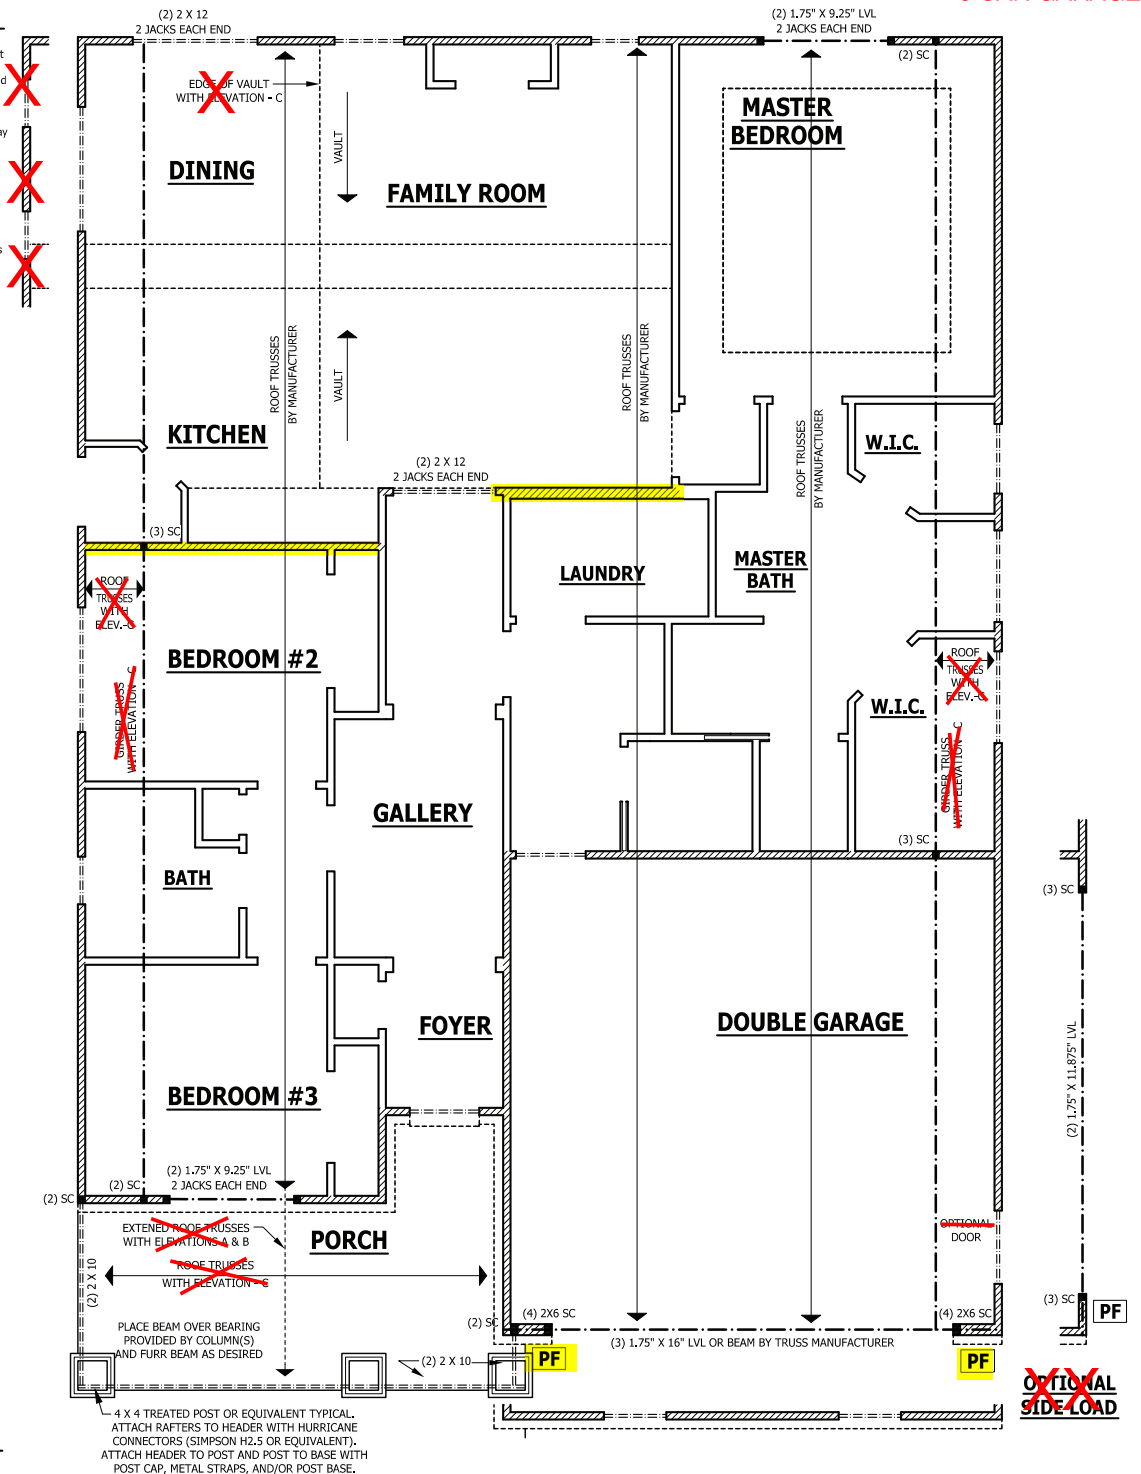 (2) 2 X 12
2 JACKS EACH END
(2) 1.75" X 9.25" LVL
2 JACKS EACH END
(2) SC
EDGE OF VAULT
WITH ELEVATION - C
MASTER
BEDROOM
VAULT
DINING
FAMILY ROOM
ROOF TRUSSES
BY MANUFACTURER
VAULT
ROOF TRUSSES
BY MANUFACTURER
ROOF TRUSSES
BY MANUFACTURER
KITCHEN
W.I.C.
(2) 2 X 12
2 JACKS EACH END
(3) SC
LAUNDRY
MASTER
BATH
ROOF
TRUSSES
WITH
ELEV.-C
BEDROOM #2
GIRDER TRUSS
WITH ELEVATION - C
ROOF
TRUSSES
WITH
ELEV.-C
W.I.C.
GIRDER TRUSS
WITH ELEVATION - C
GALLERY
(3) SC
BATH
(3) SC
FOYER
DOUBLE GARAGE
(2) 1.75" X 11.875" LVL
BEDROOM #3
(2) 1.75" X 9.25" LVL
2 JACKS EACH END
(2) SC
(2) SC
EXTENED ROOF TRUSSES
WITH ELEVATIONS A & B
PORCH
OPTIONAL
DOOR
ROOF TRUSSES
WITH ELEVATION - C
(2) 2 X 10
(3) SC
PF
(4) 2X6 SC
(4) 2X6 SC
(2) SC
PLACE BEAM OVER BEARING
PROVIDED BY COLUMN(S)
AND FURR BEAM AS DESIRED
(3) 1.75" X 16" LVL OR BEAM BY TRUSS MANUFACTURER
(2) 2 X 10
PF
PF
OPTIONAL
SIDE LOAD
4 X 4 TREATED POST OR EQUIVALENT TYPICAL.
ATTACH RAFTERS TO HEADER WITH HURRICANE
CONNECTORS (SIMPSON H2.5 OR EQUIVALENT).
ATTACH HEADER TO POST AND POST TO BASE WITH
POST CAP, METAL STRAPS, AND/OR POST BASE.